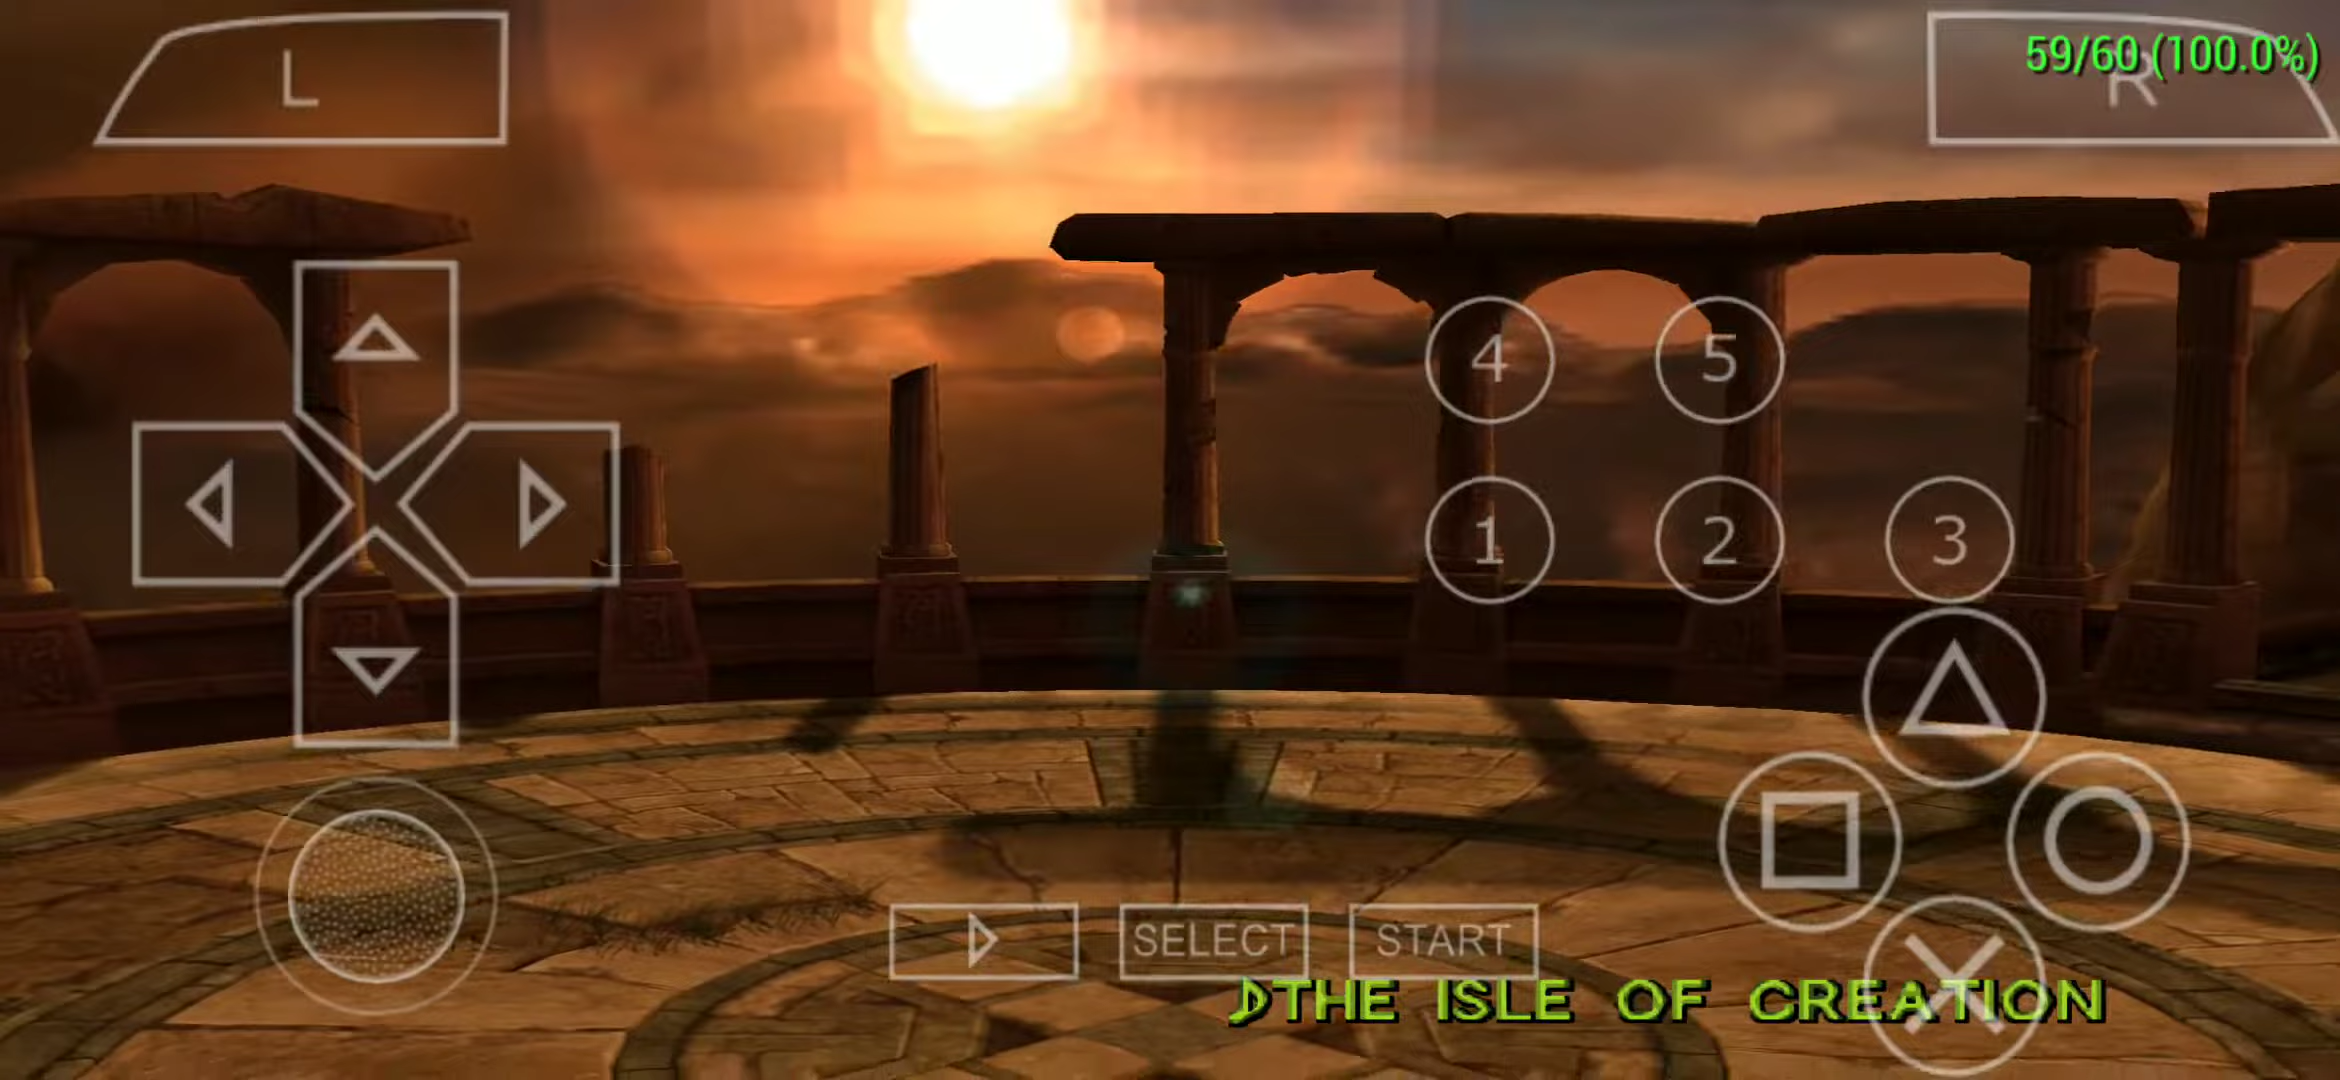 L
59/60 (100.0%)
R
4 5
1 2 3
SELECT START
THE ISLE OF CREATION